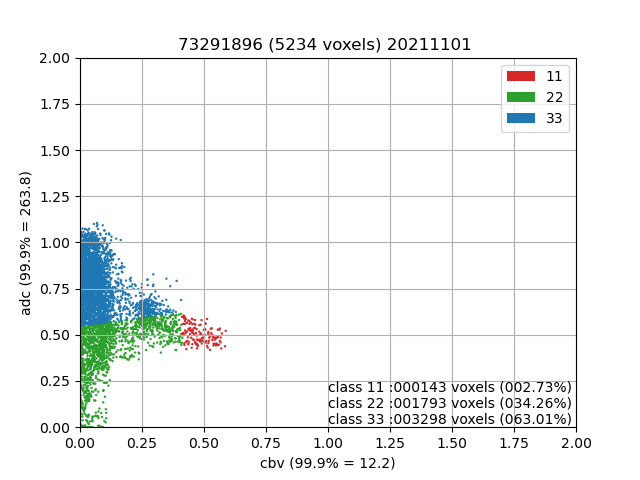 73291896 (5234 voxels) 20211101
2.00
1.75
1.50
1.25
1.00
0.75
0.50
0.25
0.00
adc (99.9% = 263.8)
11
22
33
class 11 :000143 voxels (002.73%)
class 22 :001793 voxels (034.26%)
class 33 :003298 voxels (063.01%)
0.00 0.25 0.50 0.75 1.00 1.25 1.50 1.75 2.00
cbv (99.9% = 12.2)